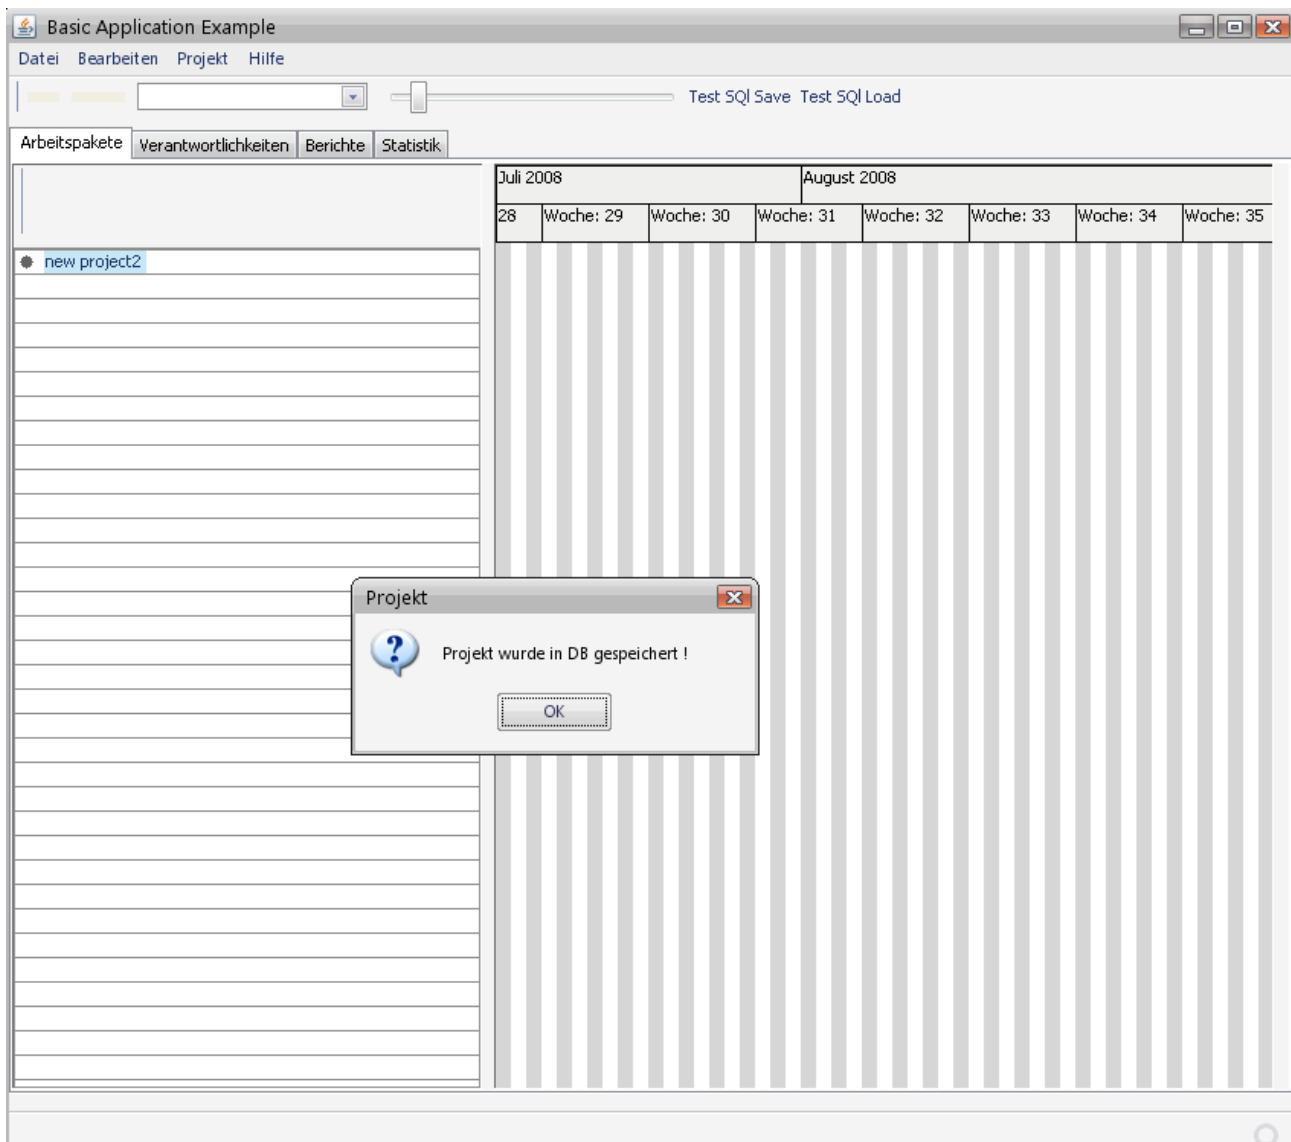 Basic Application Example
Datei Bearbeiten Projekt Hilfe
Test SQl Save Test SQl Load
Arbeitspakete Verantwortlichkeiten Berichte Statistik
Juli 2008 August 2008
28 Woche: 29 Woche: 30 Woche: 31 Woche: 32 Woche: 33 Woche: 34 Woche: 35
new project2
Projekt
Projekt wurde in DB gespeichert !
OK